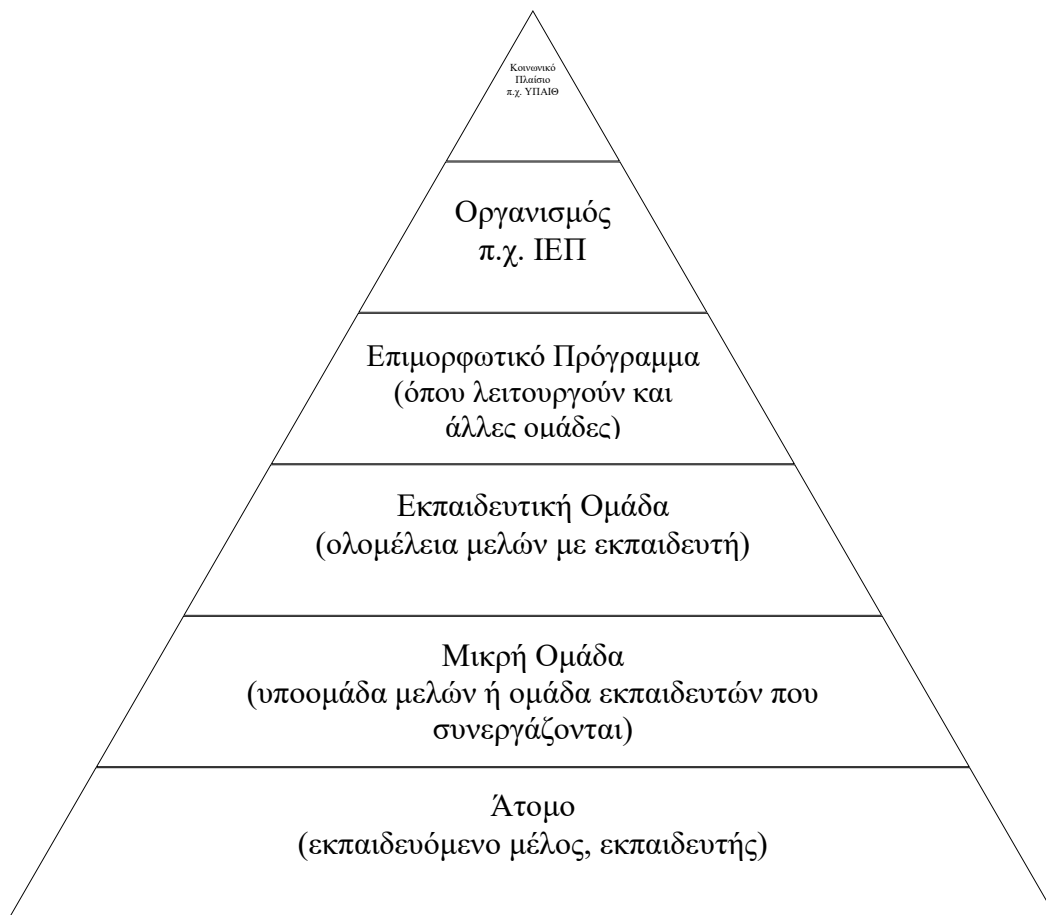 Κοινωνικό
Πλαίσιο
π.χ. ΥΠΑΙΘ
Οργανισμός
π.χ. ΙΕΠ
Επιμορφωτικό Πρόγραμμα
(όπου λειτουργούν και
άλλες ομάδες)
Εκπαιδευτική Ομάδα
(ολομέλεια μελών με εκπαιδευτή)
Μικρή Ομάδα
(υποομάδα μελών ή ομάδα εκπαιδευτών που
συνεργάζονται)
Άτομο
(εκπαιδευόμενο μέλος, εκπαιδευτής)